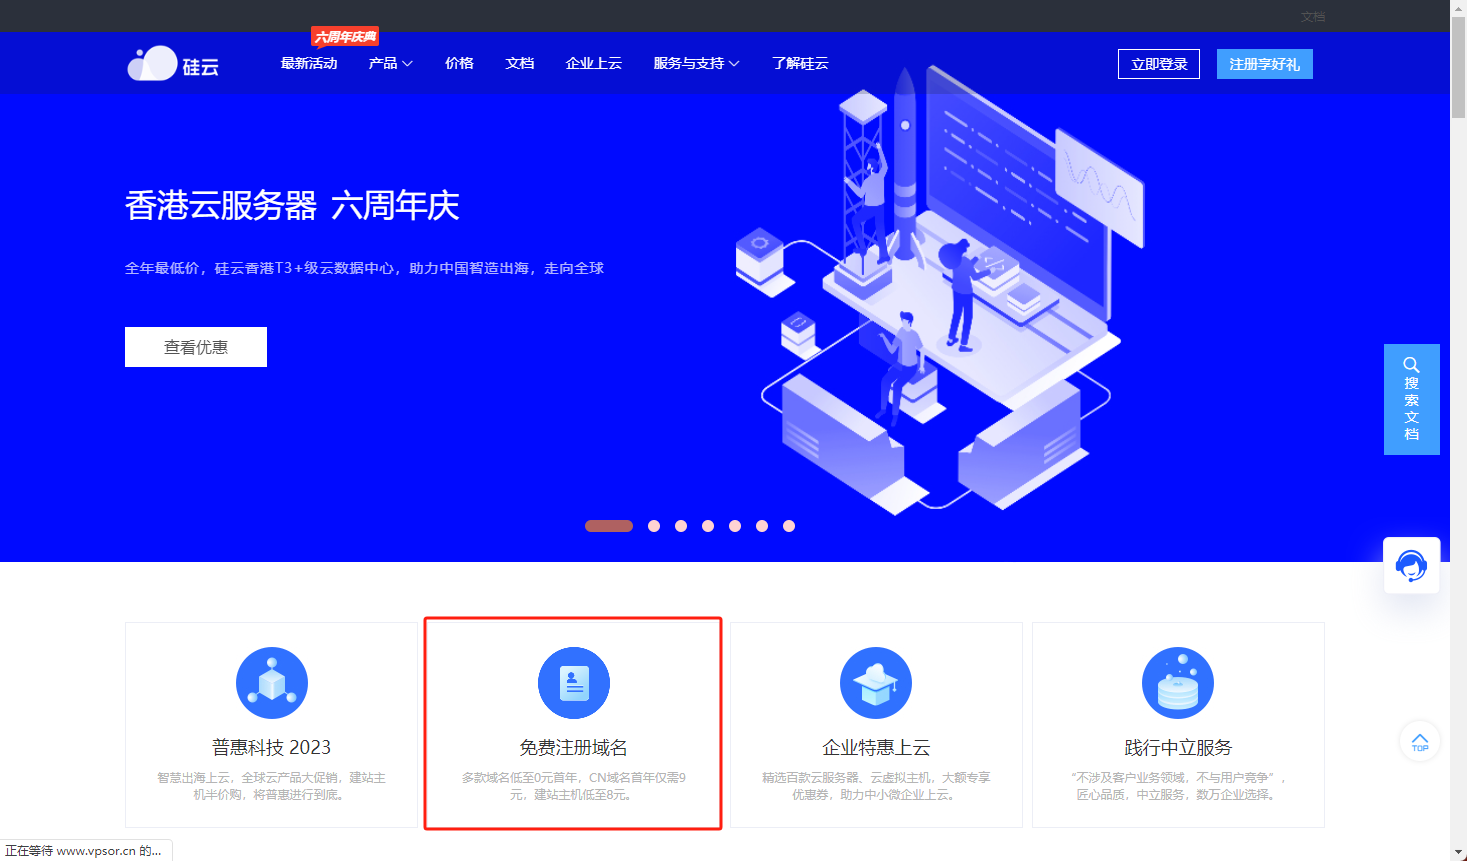 文档
六周年庆典
硅云
最新活动
产品
价格
文档
企业上云
服务与支持
了解硅云
立即登录
注册享好礼
香港云服务器 六周年庆
全年最低价，硅云香港T3+级云数据中心，助力中国智造出海，走向全球
查看优惠
搜
索
文
档
普惠科技 2023
智慧出海上云，全球云产品大促销，建站主
机半价购，将普惠进行到底。
免费注册域名
多款域名低至0元首年，CN域名首年仅需9
元，建站主机低至8元。
企业特惠上云
精选百款云服务器、云虚拟主机，大额专享
优惠券，助力中小微企业上云。
践行中立服务
“不涉及客户业务领域，不与用户竞争”，
匠心品质，中立服务，数万企业选择。
TOP
正在等待 www.vpsor.cn 的...